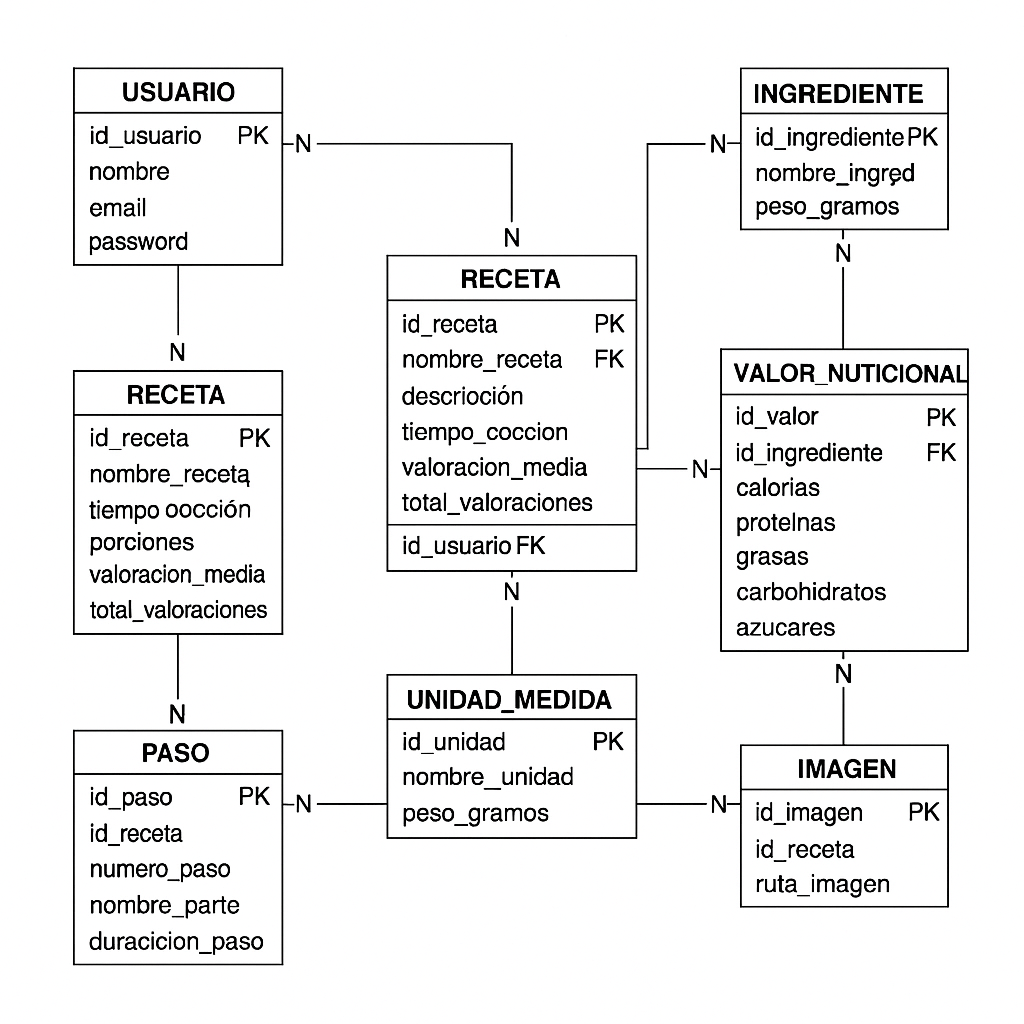 USUARIO
id_usuario PK
nombre
email
password
N
N
N
RECETA
id_receta PK
nombre_receta
tiempo oocción
porciones
valoracion_media
total_valoraciones
N
PASO
id_paso PK
id_receta
numero_paso
nombre_parte
duracicion_paso
N
RECETA
id_receta PK
nombre_receta FK
descrioción
tiempo_coccion
valoracion_media
total_valoraciones
id_usuario FK
N
UNIDAD_MEDIDA
id_unidad PK
nombre_unidad
peso_gramos
N
INGREDIENTE
id_ingrediente PK
nombre_ingred
peso_gramos
N
N
VALOR_NUTICIONAL
id_valor PK
id_ingrediente FK
calorias
protelnas
grasas
carbohidratos
azucares
N
N
IMAGEN
id_imagen PK
id_receta
ruta_imagen
N